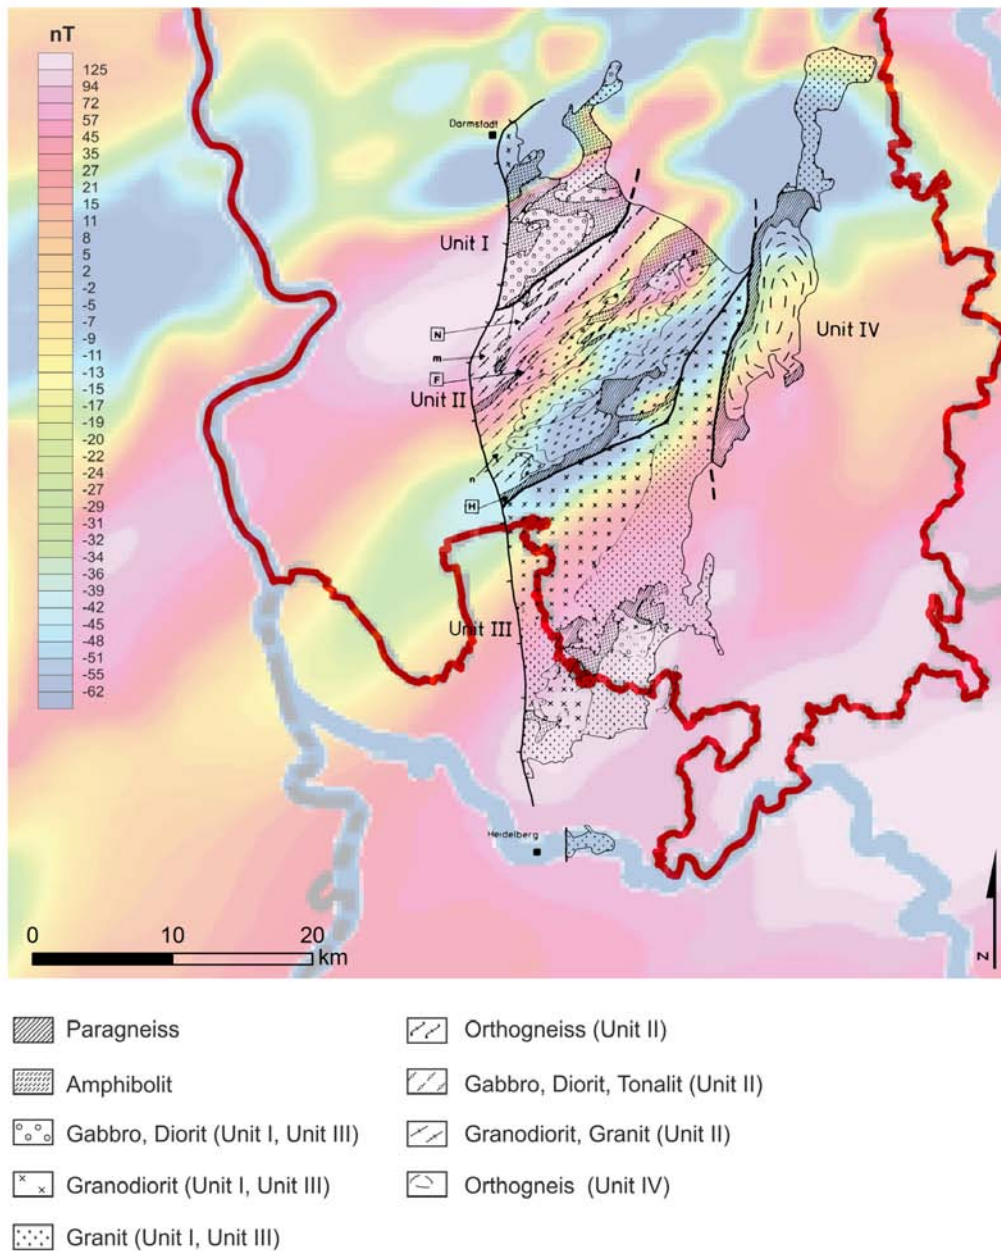 nT
125
94
72
57
45
35
27
21
15
11
8
5
2
-2
-5
-7
-9
-11
-13
-15
-17
-19
-20
-22
-24
-27
-29
-31
-32
-34
-36
-39
-42
-45
-48
-51
-55
-62
Darmstadt
Unit I
N
m
F
Unit II
Unit IV
n
H
Unit III
Heidelberg
0 10 20
km
N
Paragneiss
Amphibolit
Gabbro, Diorit (Unit I, Unit III)
Granodiorit (Unit I, Unit III)
Granit (Unit I, Unit III)
Orthogneiss (Unit II)
Gabbro, Diorit, Tonalit (Unit II)
Granodiorit, Granit (Unit II)
Orthogneis (Unit IV)